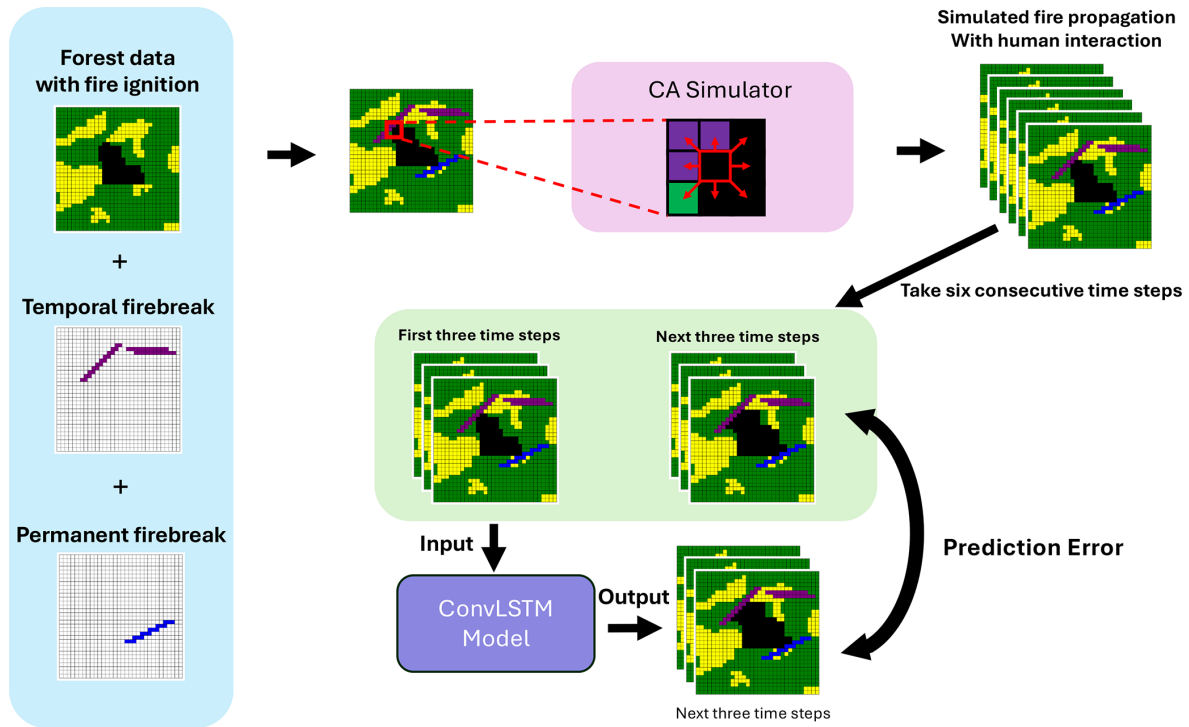 Forest data
with fire ignition
+
Temporal firebreak
+
Permanent firebreak
CA Simulator
Simulated fire propagation
With human interaction
Take six consecutive time steps
First three time steps
Next three time steps
Input
ConvLSTM
Model
Output
Next three time steps
Prediction Error